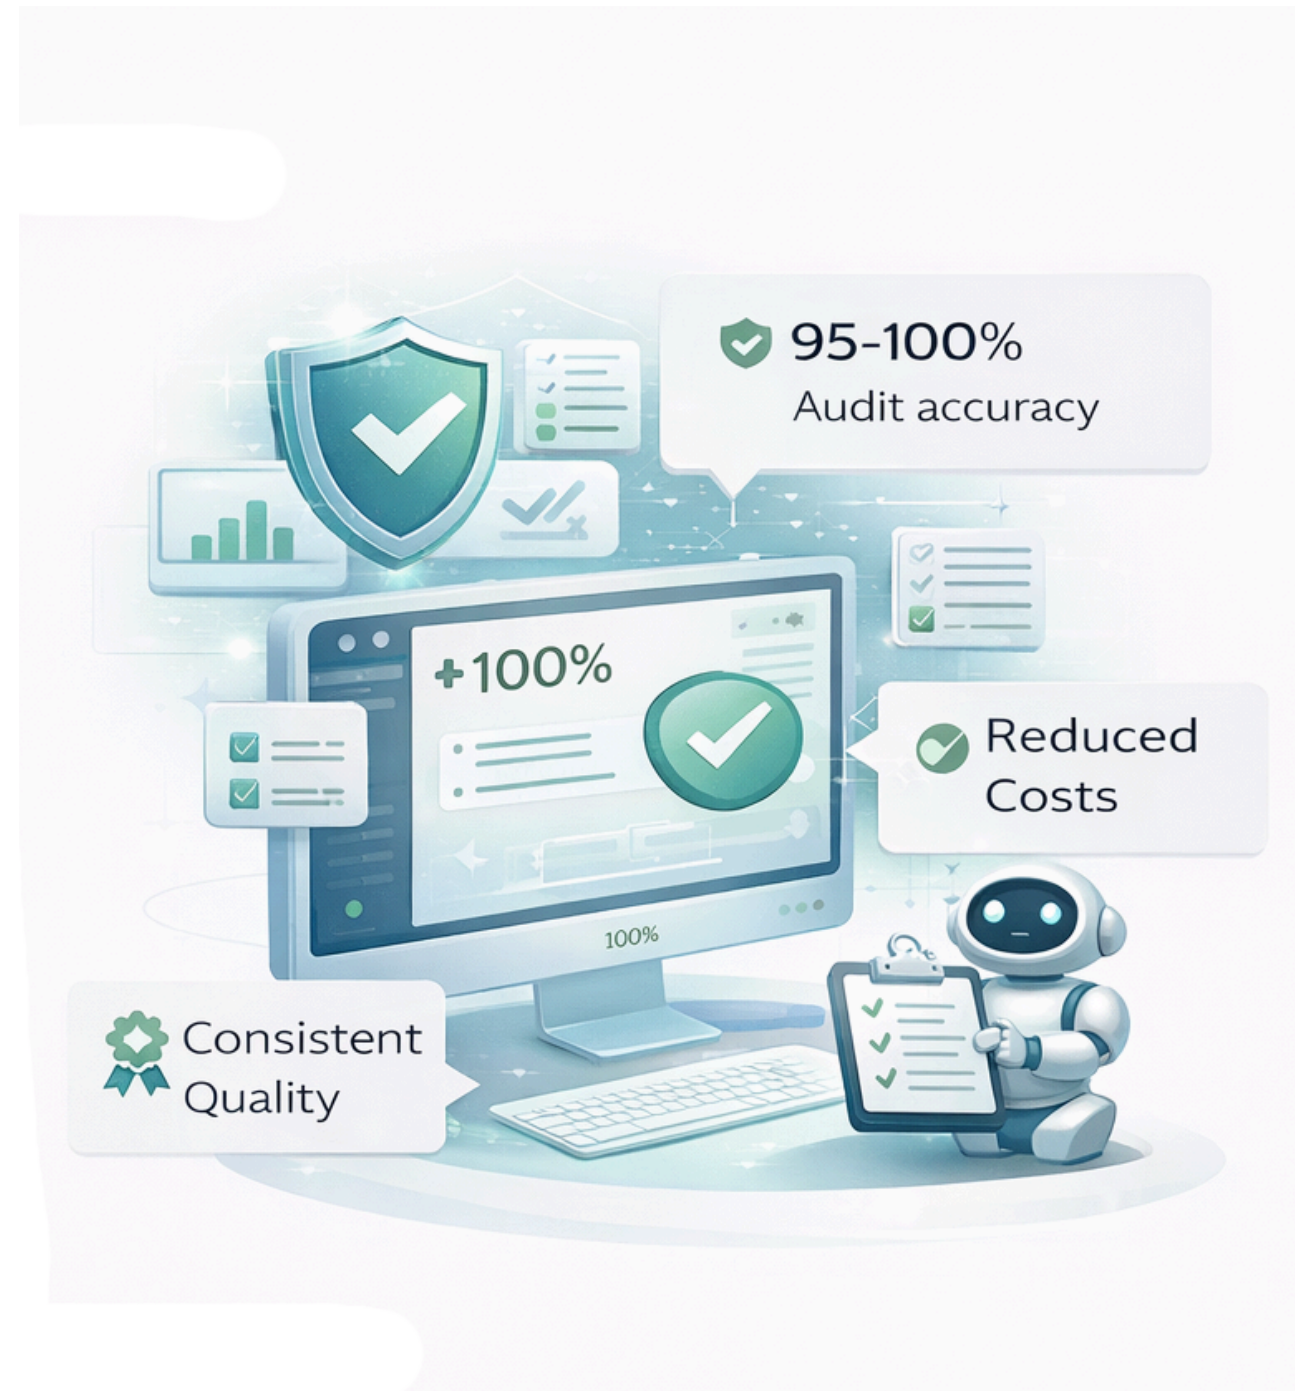 95-100%
Audit accuracy
+100%
Reduced
Costs
100%
Consistent
Quality